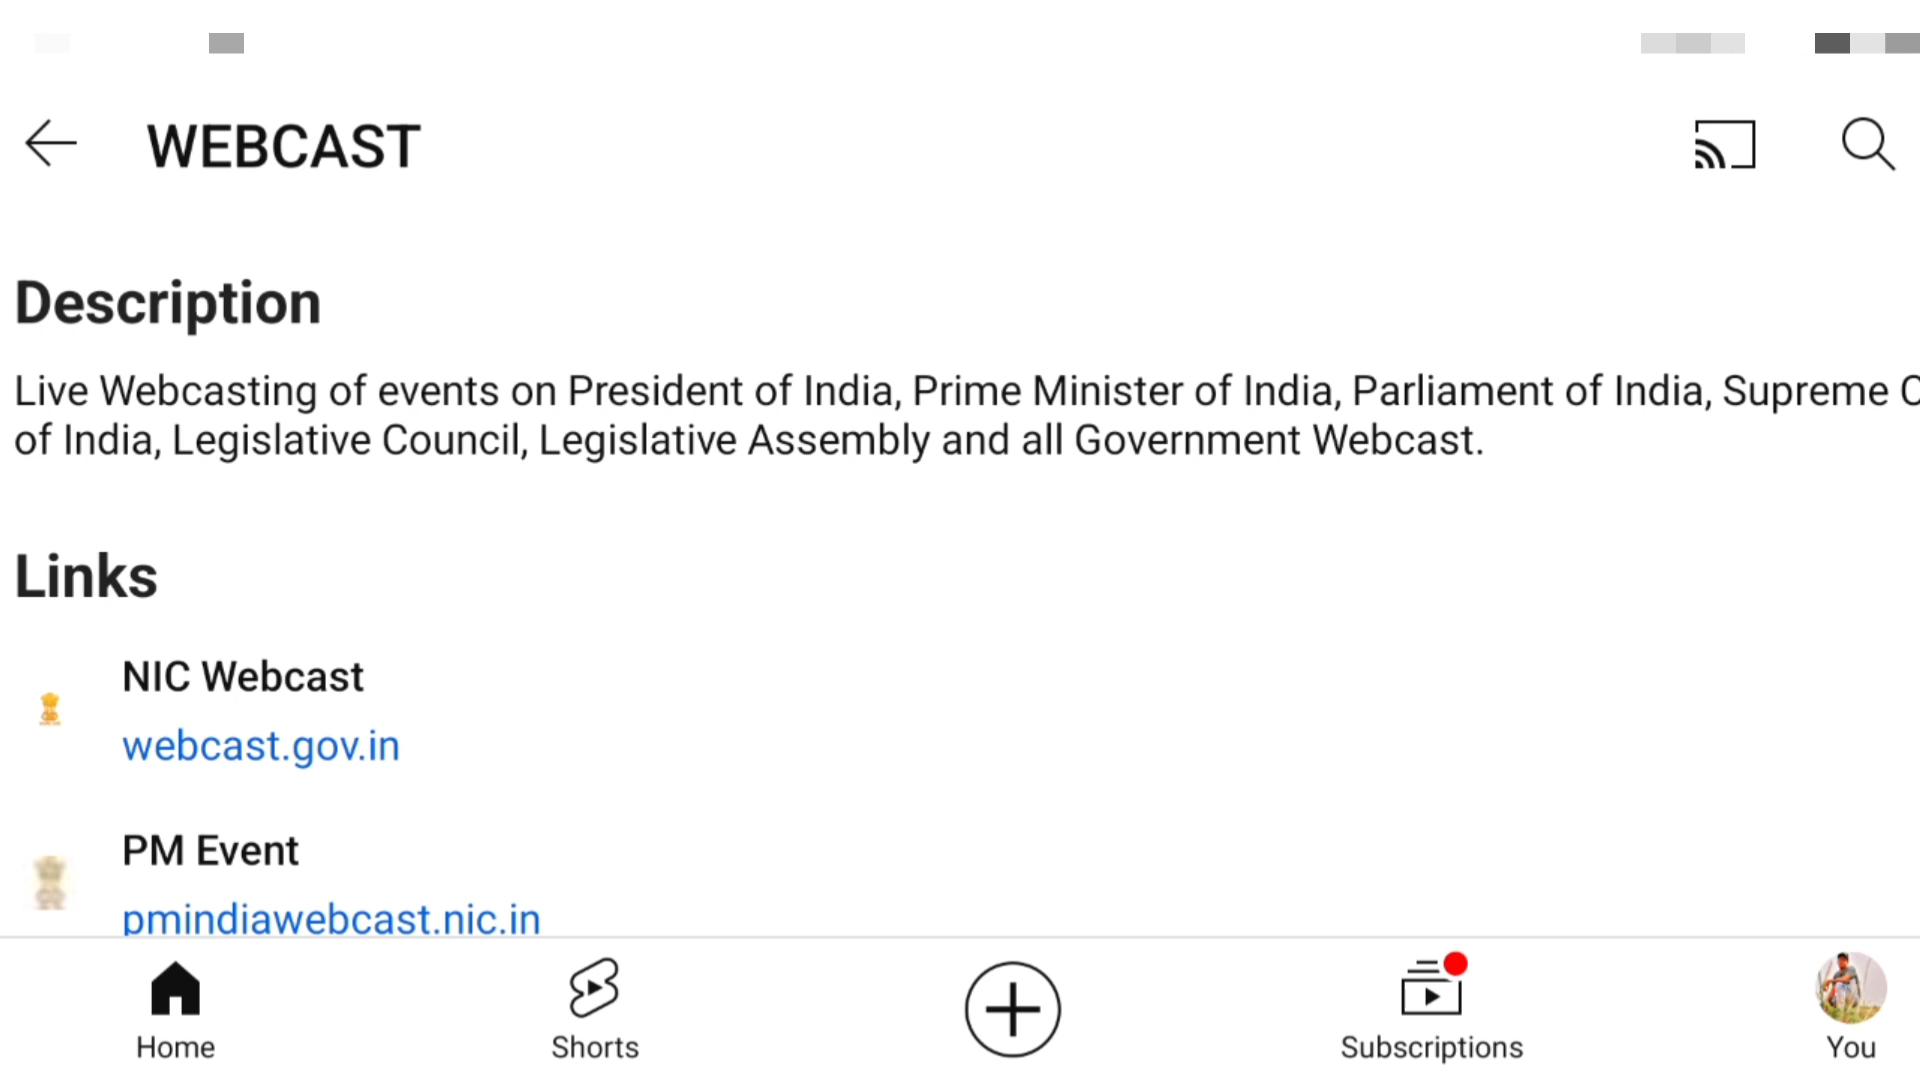 WEBCAST
Description
Live Webcasting of events on President of India, Prime Minister of India, Parliament of India, Supreme
of India, Legislative Council, Legislative Assembly and all Government Webcast.
Links
NIC Webcast
webcast.gov.in
PM Event
pmindiawebcast.nic.in
Home
Shorts
Subscriptions
You